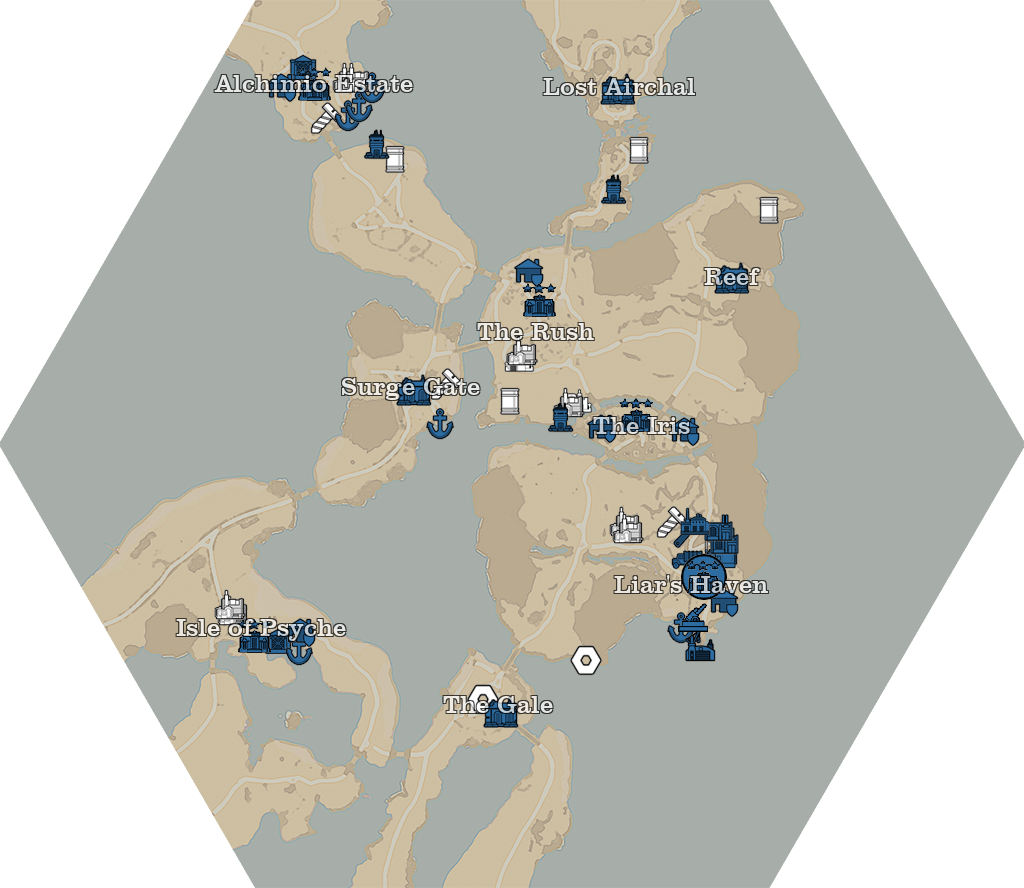 Alchimio Estate
Lost Airchal
Reef
The Rush
Surge Gate
The Iris
Liar's Haven
Isle of Psyche
The Gale